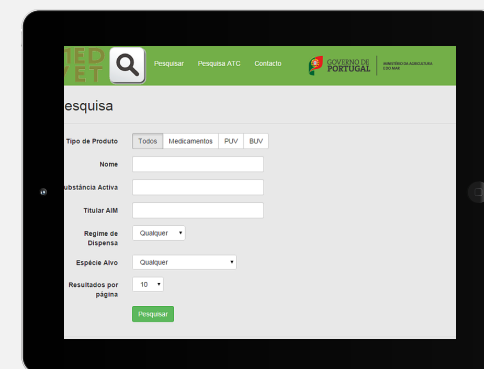 MED
VET
Pesquisar Pesquisa ATC Contacto
GOVERNO DE
PORTUGAL
esquisa
Tipo de Produto Todos Medicamentos PUV BUV
Nome
ubstância Activa
Titular AIM
Regime de
Dispensa
Qualquer
Espécie Alvo Qualquer
Resultados por
página
10
Pesquisar